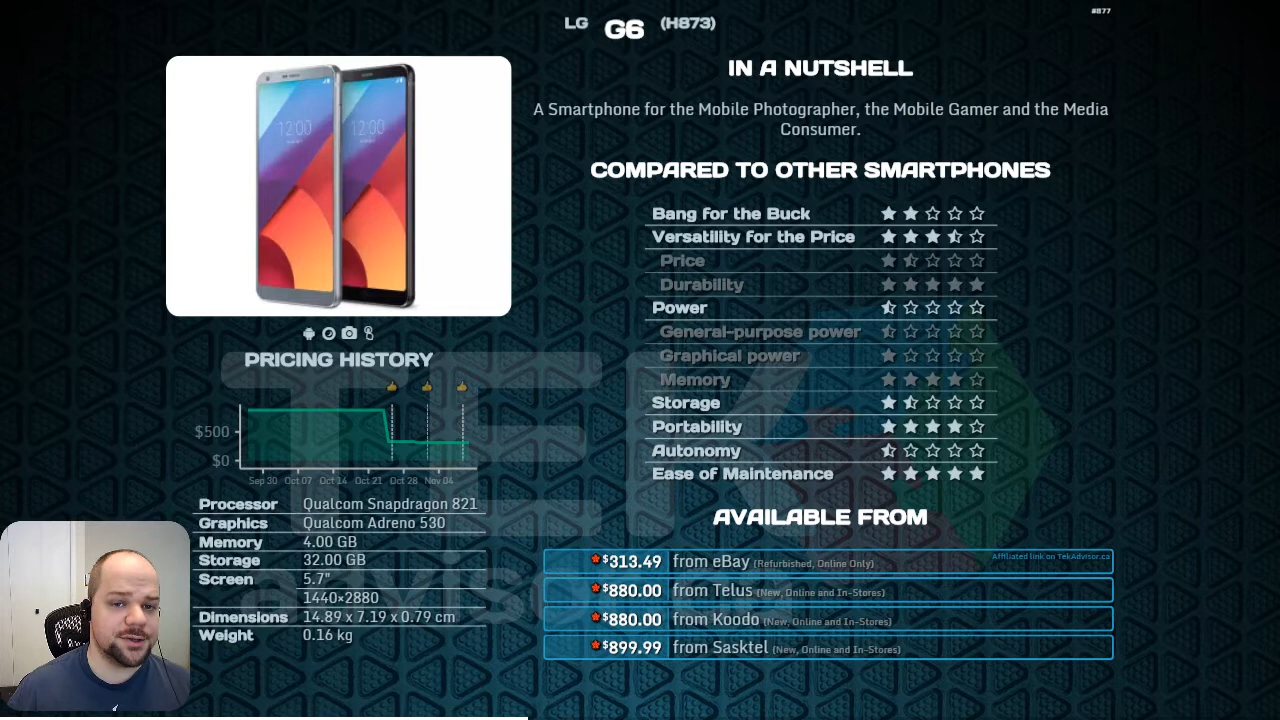 #877
LG G6 (H873)
IN A NUTSHELL
A Smartphone for the Mobile Photographer, the Mobile Gamer and the Media
Consumer.
COMPARED TO OTHER SMARTPHONES
Bang for the Buck
Versatility for the Price
Price
Durability
Power
General-purpose power
Graphical power
Memory
Storage
Portability
Autonomy
Ease of Maintenance
12:00
12:00
PRICING HISTORY
$500
$0
Sep 30 Oct 07 Oct 14 Oct 21 Oct 28 Nov 04
Processor Qualcom Snapdragon 821
Graphics Qualcom Adreno 530
Memory 4.00 GB
Storage 32.00 GB
Screen 5.7"
1440×2880
Dimensions 14.89 x 7.19 x 0.79 cm
Weight 0.16 kg
AVAILABLE FROM
Affiliated link on TekAdvisor.ca
$313.49 from eBay (Refurbished, Online Only)
$880.00 from Telus (New, Online and In-Stores)
$880.00 from Koodo (New, Online and In-Stores)
$899.99 from Sasktel (New, Online and In-Stores)